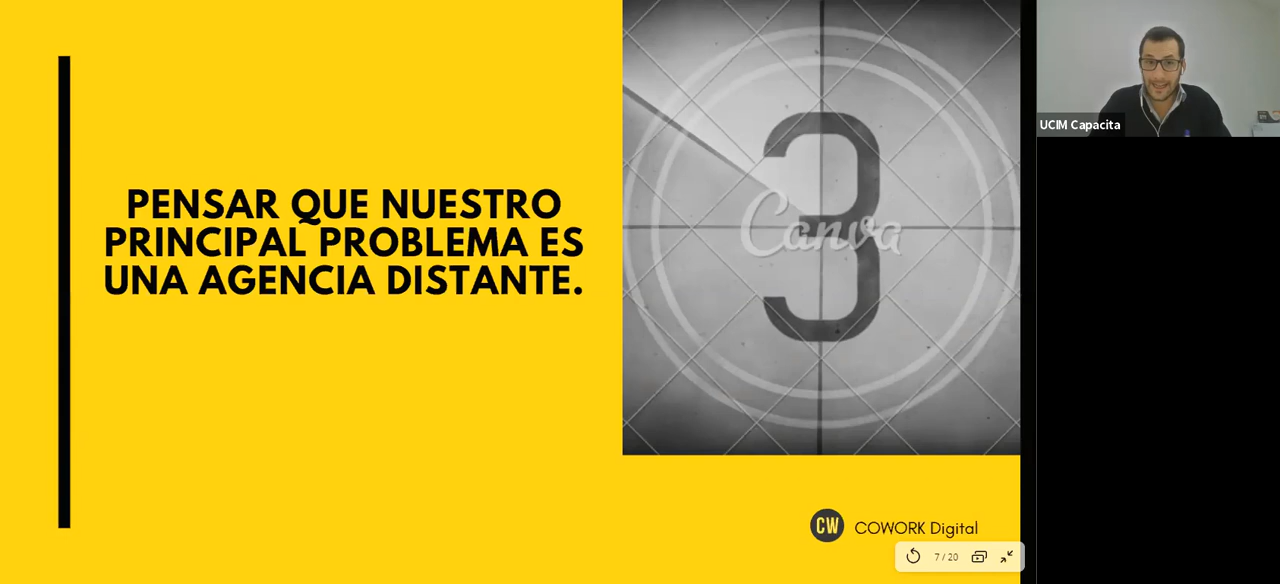 PENSAR QUE NUESTRO
PRINCIPAL PROBLEMA ES
UNA AGENCIA DISTANTE.
3
Canva
UCIM Capacita
CW COWORK Digital
7 / 20